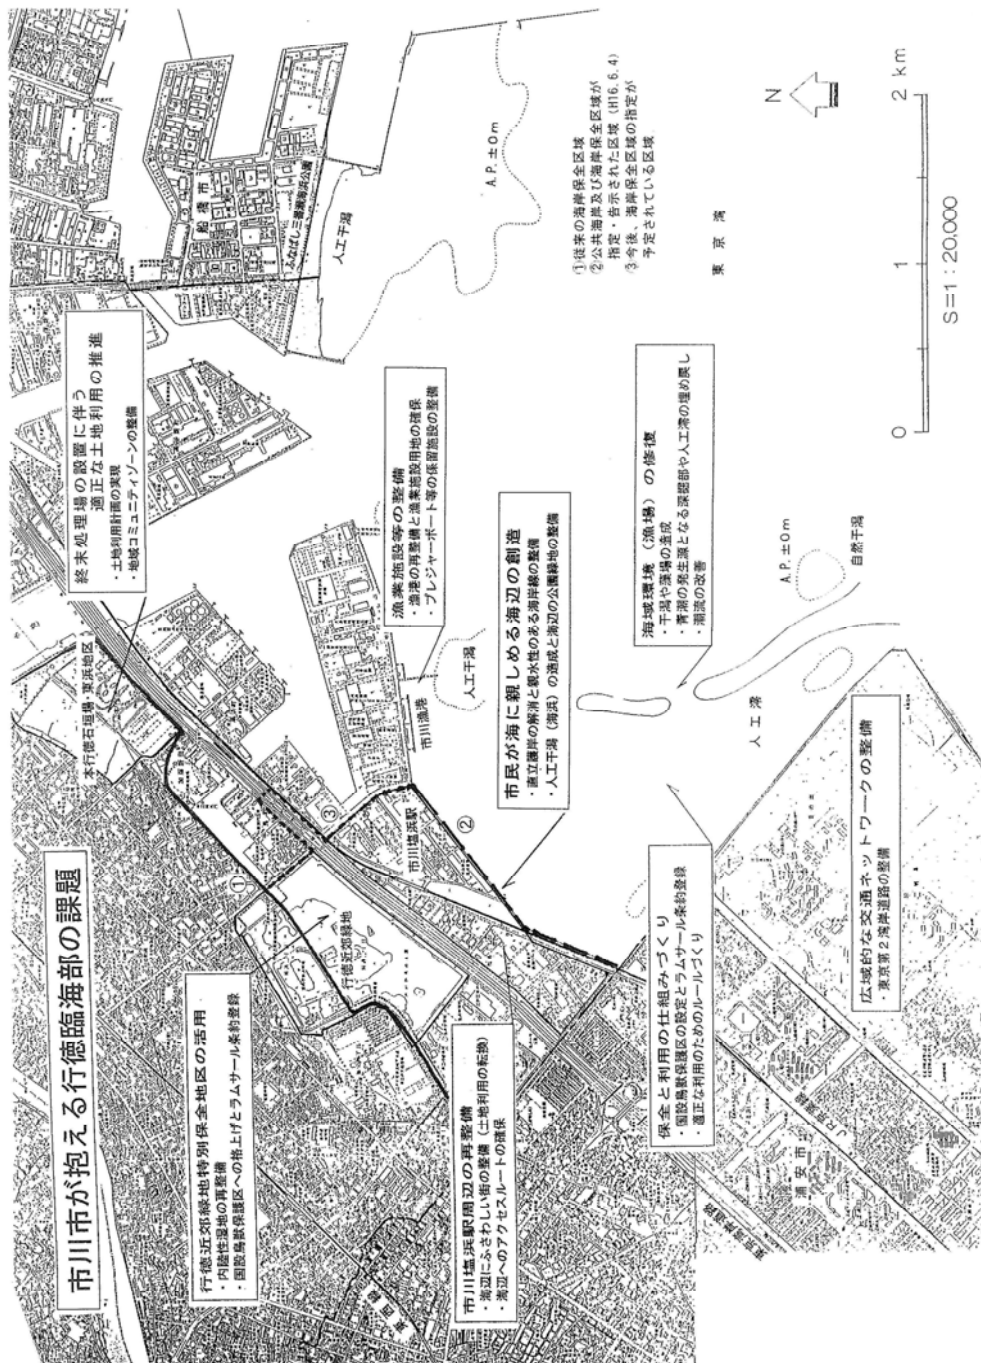 市川市が抱える行徳臨海部の課題
終末処理場の設置に伴う
適正な土地利用の推進
・土地利用計画の実現
・地域コミュニティゾーンの整備
本行徳石垣場・東浜地区
行徳近郊緑地特別保全地区の活用
・内陸性湿地の再整備
・国設鳥獣保護区への格上げとラムサール条約登録
行徳近郊緑地
①
③
②
市川塩浜駅
市川漁港
漁業施設等の整備
・漁港の再整備と漁業施設用地の確保
・プレジャーボート等の係留施設の整備
人工干潟
船橋市
ふなばし三番瀬海浜公園
人工干潟
A.P.±0m
市川塩浜駅周辺の再整備
・海辺にふさわしい街の整備（土地利用の転換）
・海辺へのアクセスルートの確保
東西線
市民が海に親しめる海辺の創造
・直立護岸の解消と親水性のある海岸線の整備
・人工干潟（海浜）の造成と海辺の公園緑地の整備
海域環境（漁場）の修復
・干潟や藻場の造成
・青潮の発生源となる深掘部や人工澪の埋め戻し
・潮流の改善
保全と利用の仕組みづくり
・国設鳥獣保護区の設定とラムサール条約登録
・適正な利用のためのルールづくり
広域的な交通ネットワークの整備
・東京第２湾岸道路の整備
人工澪
A.P.±0m
自然干潟
浦安市
①従来の海岸保全区域
②公共海岸及び海岸保全区域が
指定・告示された区域（H16.6.4）
③今後、海岸保全区域の指定が
予定されている区域
東京湾
N
0 1 2 km
S=1：20,000